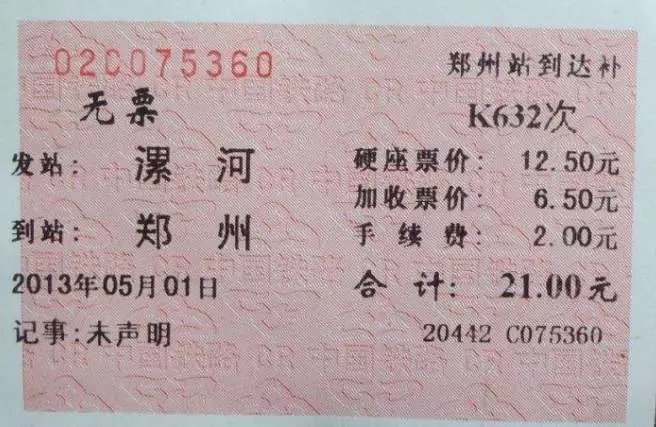 02C075360
郑州站到达补
无票
K632次
发站: 漯河
硬座票价: 12.50元
加收票价: 6.50元
到站: 郑州
手续费: 2.00元
2013年05月01日
合计: 21.00元
记事:未声明
20442 C075360